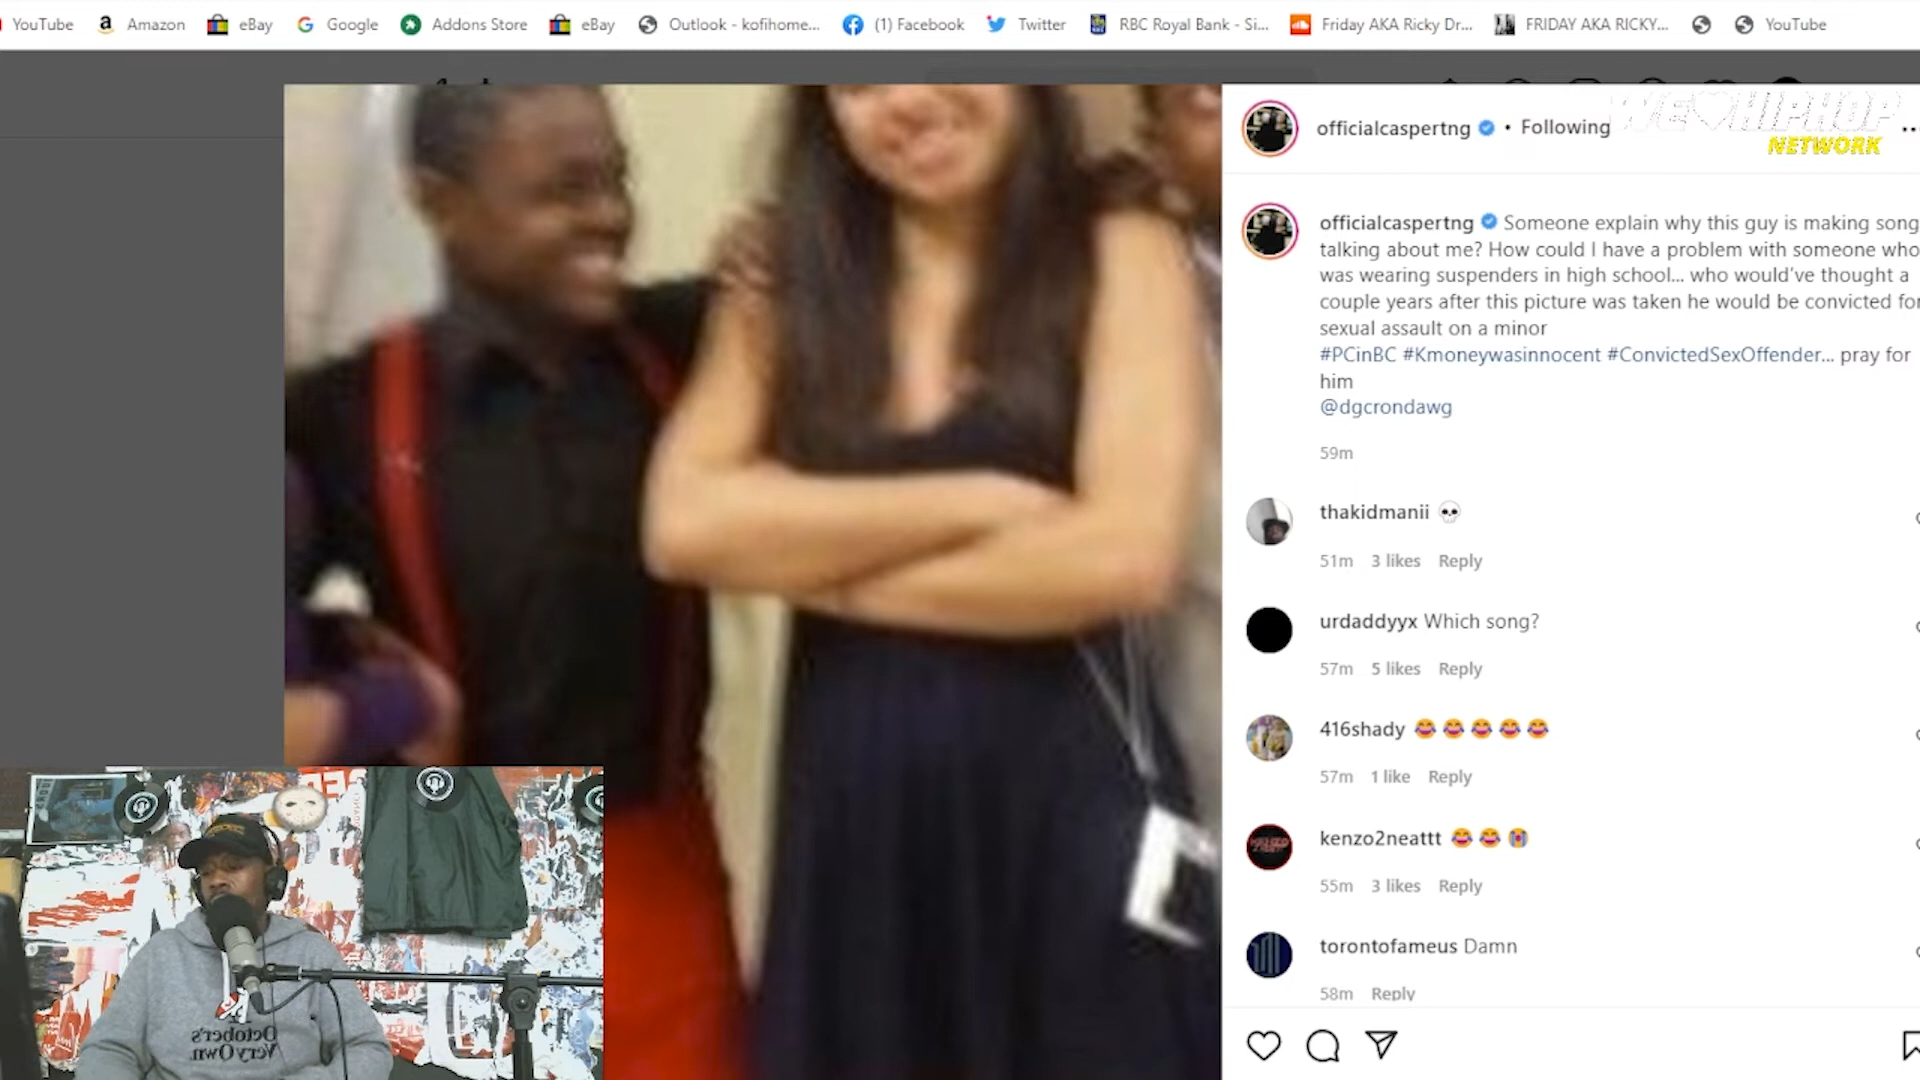 YouTube Amazon eBay Google Addons Store eBay Outlook - kofihome... (1) Facebook Twitter RBC Royal Bank - Si... Friday AKA Ricky Dr... FRIDAY AKA RICKY... YouTube
WE HIPHOP
NETWORK
officialcaspertng • Following
officialcaspertng Someone explain why this guy is making song
talking about me? How could I have a problem with someone who
was wearing suspenders in high school... who would've thought a
couple years after this picture was taken he would be convicted for
sexual assault on a minor
#PCinBC #Kmoneywasinnocent #ConvictedSexOffender... pray for
him
@dgcrondawg
59m
thakidmanii 💀
51m 3 likes Reply
urdaddyyx Which song?
57m 5 likes Reply
416shady 😂😂😂😂😂
57m 1 like Reply
kenzo2neattt 😂😂😭
55m 3 likes Reply
torontofameus Damn
58m Reply
October's
Very Own.